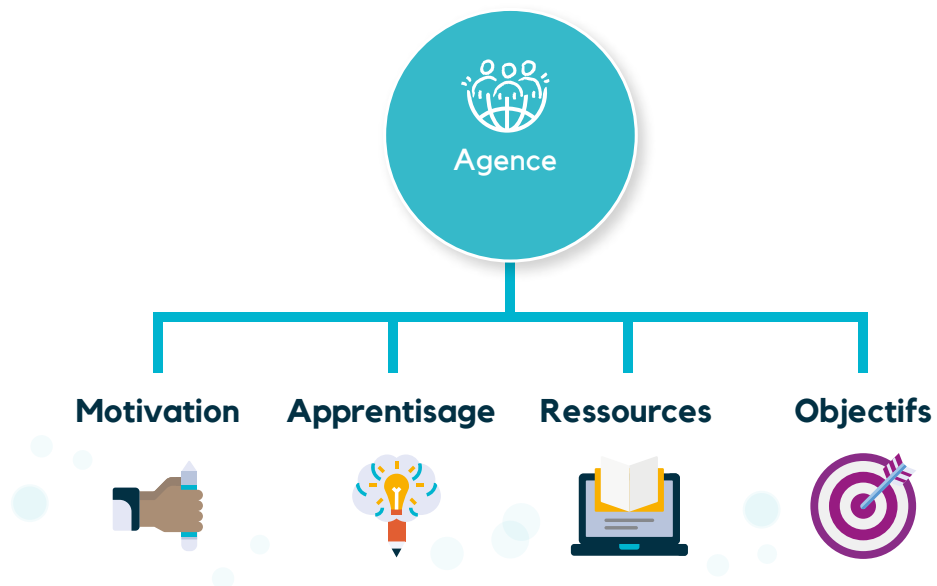 Agence
Motivation
Apprentisage
Ressources
Objectifs